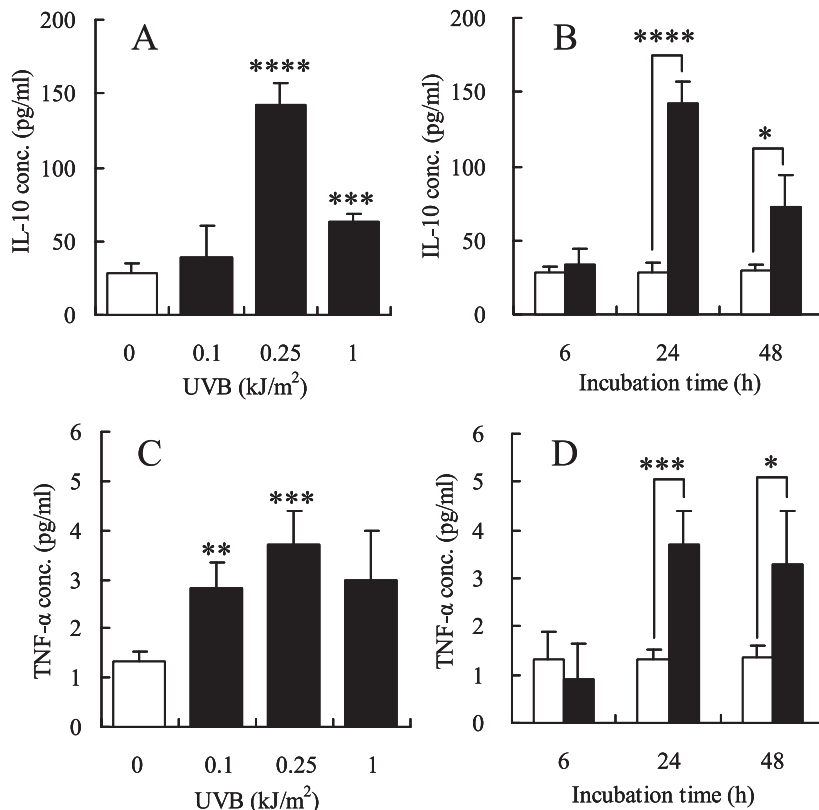 A
IL-10 conc. (pg/ml)
200
150
100
50
0
****
***
0 0.1 0.25 1
UVB (kJ/m²)
B
IL-10 conc. (pg/ml)
200
150
100
50
0
****
*
6 24 48
Incubation time (h)
C
TNF-α conc. (pg/ml)
6
5
4
3
2
1
0
**
***
0 0.1 0.25 1
UVB (kJ/m²)
D
TNF-α conc. (pg/ml)
6
5
4
3
2
1
0
***
*
6 24 48
Incubation time (h)